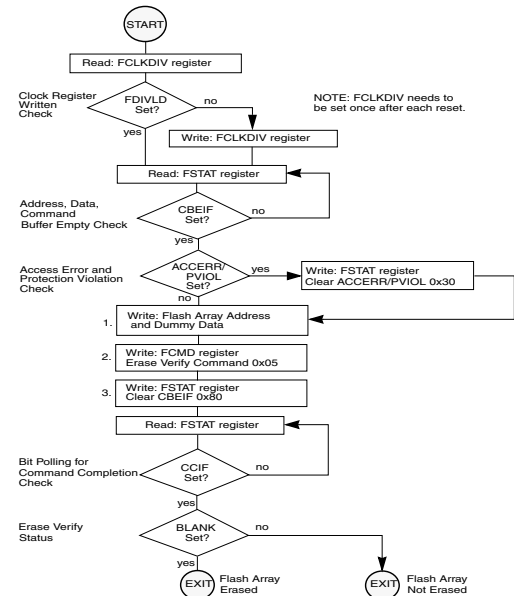 START
Read: FCLKDIV register
Clock Register
Written
Check
FDIVLD
Set?
no
yes
NOTE: FCLKDIV needs to
be set once after each reset.
Write: FCLKDIV register
Read: FSTAT register
Address, Data,
Command
Buffer Empty Check
CBEIF
Set?
no
yes
Access Error and
Protection Violation
Check
ACCERR/
PVIOL
Set?
yes
no
Write: FSTAT register
Clear ACCERR/PVIOL 0x30
1.
Write: Flash Array Address
and Dummy Data
2.
Write: FCMD register
Erase Verify Command 0x05
3.
Write: FSTAT register
Clear CBEIF 0x80
Read: FSTAT register
Bit Polling for
Command Completion
Check
CCIF
Set?
no
yes
Erase Verify
Status
BLANK
Set?
no
yes
EXIT
Flash Array
Erased
EXIT
Flash Array
Not Erased